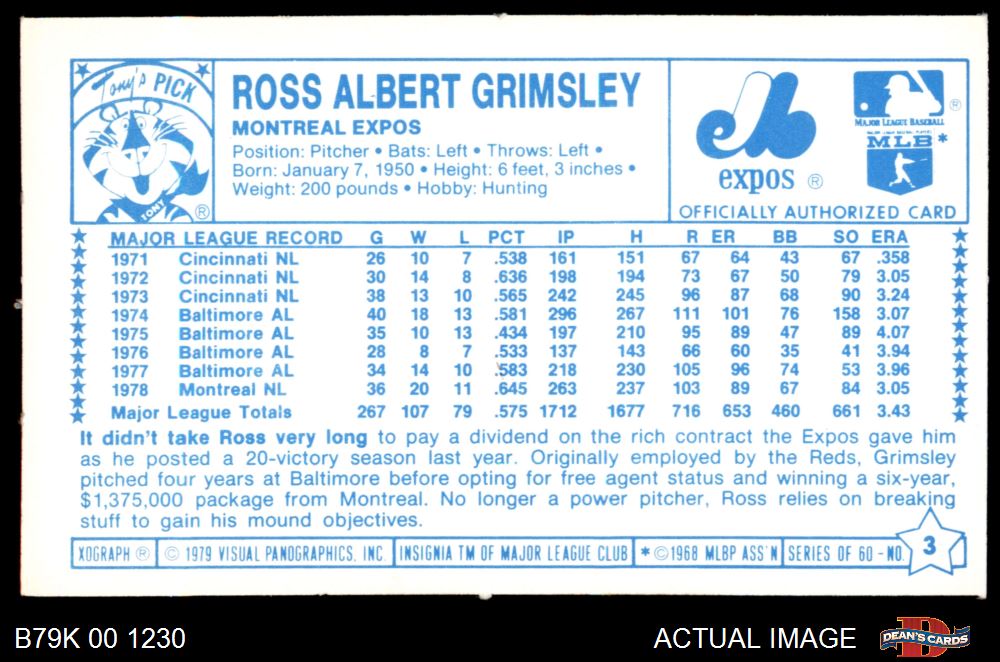 Tony's PICK
TONY
®
ROSS ALBERT GRIMSLEY
MONTREAL EXPOS
Position: Pitcher • Bats: Left • Throws: Left •
Born: January 7, 1950 • Height: 6 feet, 3 inches •
Weight: 200 pounds • Hobby: Hunting
expos ®
®
MAJOR LEAGUE BASEBALL
MLB*
OFFICIALLY AUTHORIZED CARD
MAJOR LEAGUE RECORD G W L PCT IP H R ER BB SO ERA
1971 Cincinnati NL 26 10 7 .538 161 151 67 64 43 67 .358
1972 Cincinnati NL 30 14 8 .636 198 194 73 67 50 79 3.05
1973 Cincinnati NL 38 13 10 .565 242 245 96 87 68 90 3.24
1974 Baltimore AL 40 18 13 .581 296 267 111 101 76 158 3.07
1975 Baltimore AL 35 10 13 .434 197 210 95 89 47 89 4.07
1976 Baltimore AL 28 8 7 .533 137 143 66 60 35 41 3.94
1977 Baltimore AL 34 14 10 .583 218 230 105 96 74 53 3.96
1978 Montreal NL 36 20 11 .645 263 237 103 89 67 84 3.05
Major League Totals 267 107 79 .575 1712 1677 716 653 460 661 3.43
It didn't take Ross very long to pay a dividend on the rich contract the Expos gave him
as he posted a 20-victory season last year. Originally employed by the Reds, Grimsley
pitched four years at Baltimore before opting for free agent status and winning a six-year,
$1,375,000 package from Montreal. No longer a power pitcher, Ross relies on breaking
stuff to gain his mound objectives.
XOGRAPH ® © 1979 VISUAL PANOGRAPHICS, INC. INSIGNIA TM OF MAJOR LEAGUE CLUB *©1968 MLBP ASS'N SERIES OF 60 - NO. 3
B79K 00 1230
ACTUAL IMAGE
DEAN'S CARDS